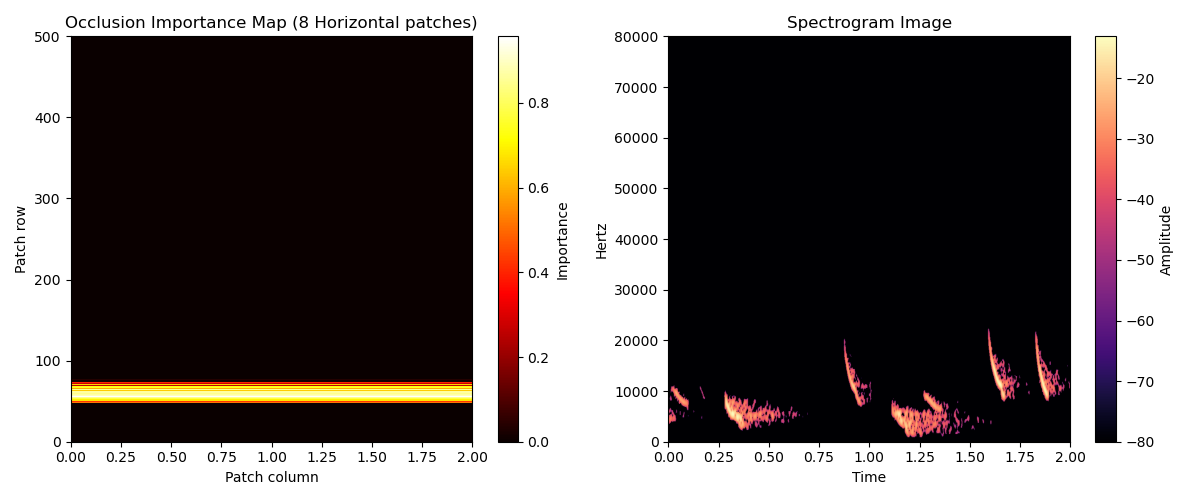 Occlusion Importance Map (8 Horizontal patches)
500
400
300
200
100
0
Patch row
0.00 0.25 0.50 0.75 1.00 1.25 1.50 1.75 2.00
Patch column
0.8
0.6
0.4
0.2
0.0
Importance
Spectrogram Image
80000
70000
60000
50000
40000
30000
20000
10000
0
Hertz
0.00 0.25 0.50 0.75 1.00 1.25 1.50 1.75 2.00
Time
−20
−30
−40
−50
−60
−70
−80
Amplitude